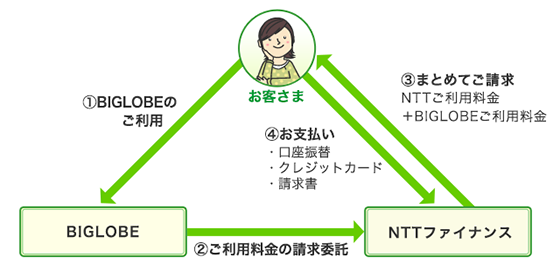 お客さま
①BIGLOBEの
ご利用
③まとめてご請求
NTTご利用料金
＋BIGLOBEご利用料金
④お支払い
・口座振替
・クレジットカード
・請求書
BIGLOBE
②ご利用料金の請求委託
NTTファイナンス